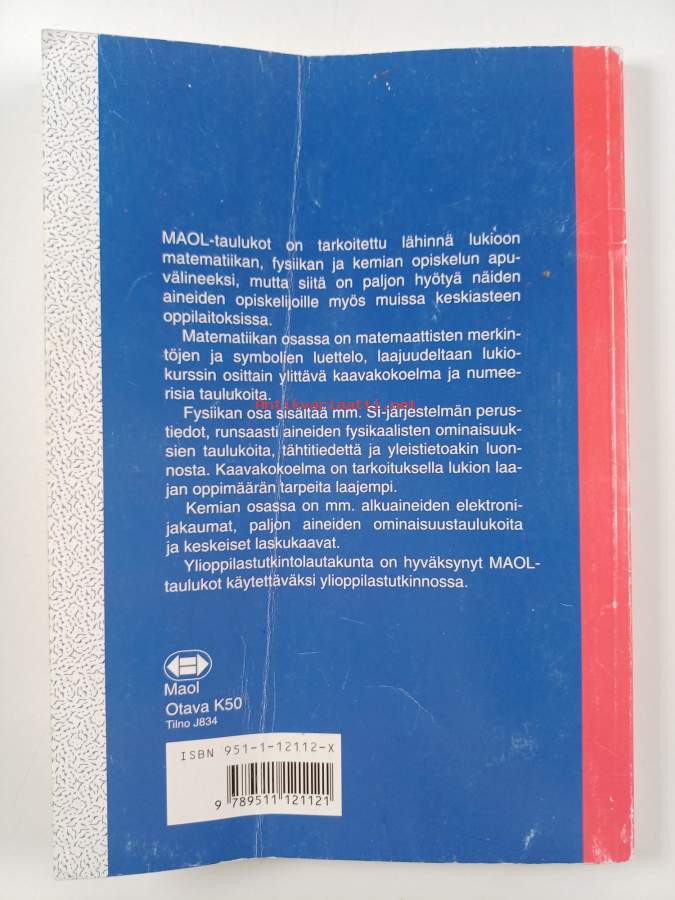 MAOL-taulukot on tarkoitettu lähinnä lukioon
matematiikan, fysiikan ja kemian opiskelun apu-
välineeksi, mutta siitä on paljon hyötyä näiden
aineiden opiskelijoille myös muissa keskiasteen
oppilaitoksissa.
Matematiikan osassa on matemaattisten merkin-
töjen ja symbolien luettelo, laajuudeltaan lukio-
kurssin osittain ylittävä kaavakokoelma ja numee-
risia taulukoita.
Antikvariaatti.net
Fysiikan osa sisältää mm. SI-järjestelmän perus-
tiedot, runsaasti aineiden fysikaalisten ominaisuuk-
sien taulukoita, tähtitiedettä ja yleistietoakin luon-
nosta. Kaavakokoelma on tarkoituksella lukion laa-
jan oppimäärän tarpeita laajempi.
Kemian osassa on mm. alkuaineiden elektroni-
jakaumat, paljon aineiden ominaisuustaulukoita
ja keskeiset laskukaavat.
Ylioppilastutkintolautakunta on hyväksynyt MAOL-
taulukot käytettäväksi ylioppilastutkinnossa.
Maol
Otava K50
Tilno J834
ISBN 951-1-12112-X
9 789511 121121